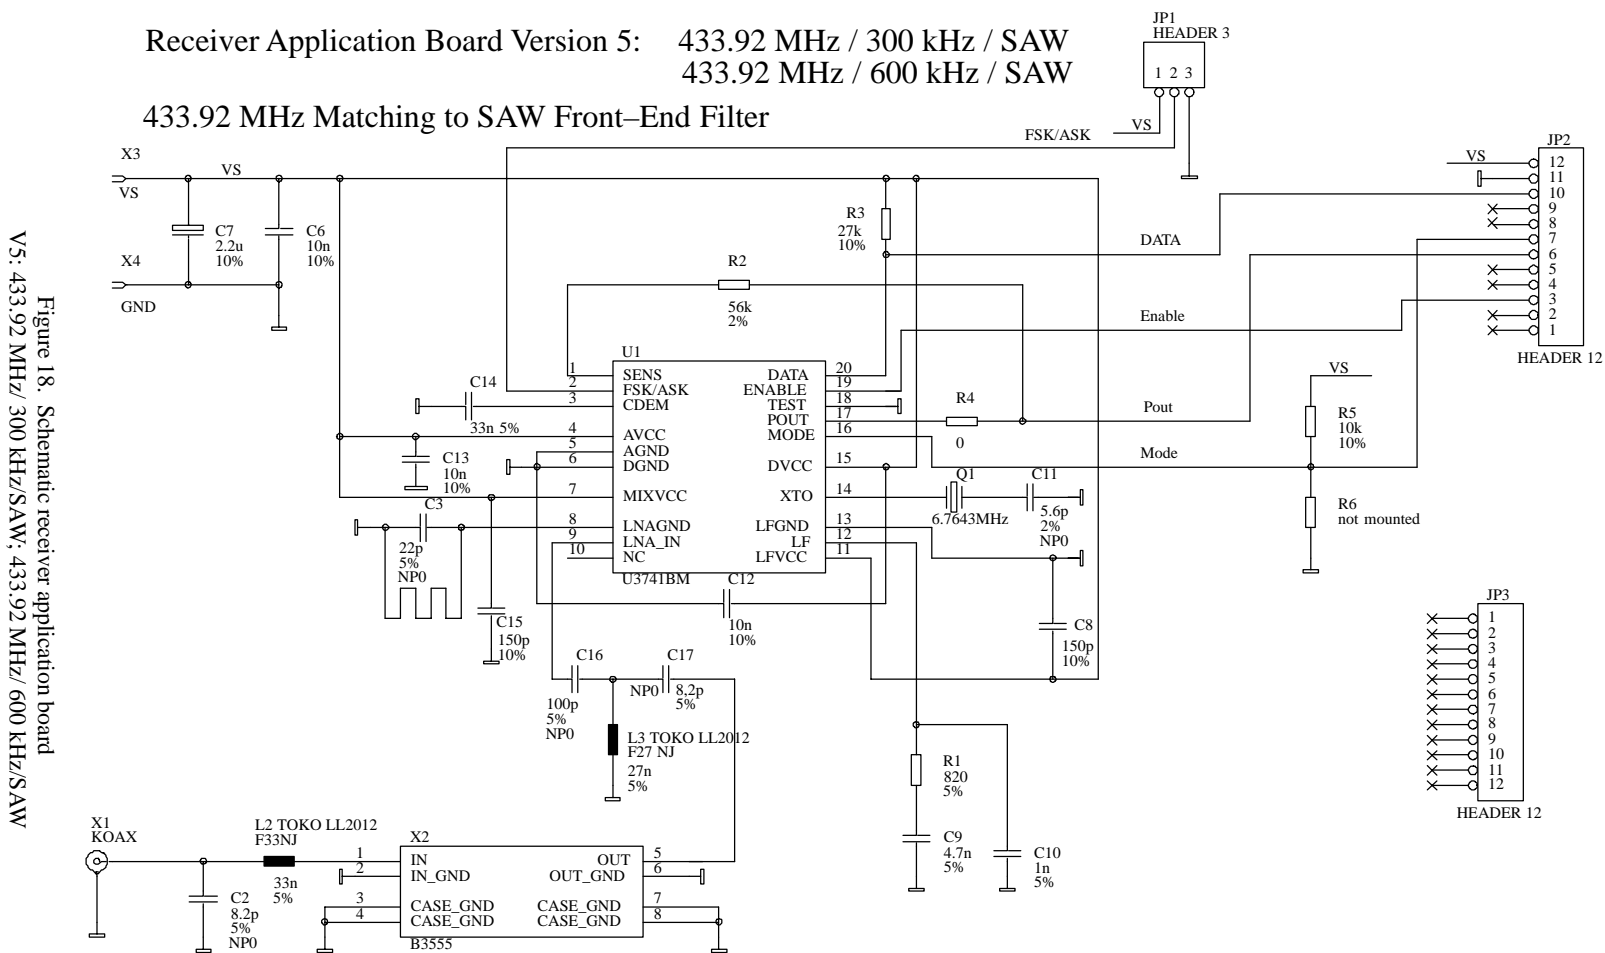 Receiver Application Board Version 5: 433.92 MHz / 300 kHz / SAW
433.92 MHz / 600 kHz / SAW
433.92 MHz Matching to SAW Front–End Filter
JP1
HEADER 3
1 2 3
VS
FSK/ASK
JP2
VS
12
11
10
9
8
7
6
5
4
3
2
1
HEADER 12
X3
VS
VS
C7
2.2u
10%
C6
10n
10%
X4
GND
R3
27k
10%
DATA
R2
56k
2%
Enable
U1
1 SENS
2 FSK/ASK
3 CDEM
4 AVCC
5 AGND
6 DGND
7 MIXVCC
8 LNAGND
9 LNA_IN
10 NC
DATA 20
ENABLE 19
TEST 18
POUT 17
MODE 16
DVCC 15
XTO 14
LFGND 13
LF 12
LFVCC 11
U3741BM
C14
33n 5%
R4
0
Pout
Mode
VS
R5
10k
10%
R6
not mounted
C13
10n
10%
C3
22p
5%
NP0
Q1
6.7643MHz
C11
5.6p
2%
NP0
C12
10n
10%
C15
150p
10%
C8
150p
10%
C16
100p
5%
NP0
C17
NP0 8,2p
5%
L3 TOKO LL2012
F27 NJ
27n
5%
R1
820
5%
C9
4.7n
5%
C10
1n
5%
JP3
1
2
3
4
5
6
7
8
9
10
11
12
HEADER 12
X1
KOAX
L2 TOKO LL2012
F33NJ
33n
5%
C2
8.2p
5%
NP0
X2
1 IN
2 IN_GND
3 CASE_GND
4 CASE_GND
OUT 5
OUT_GND 6
CASE_GND 7
CASE_GND 8
B3555
Figure 18. Schematic receiver application board
V5: 433.92 MHz/ 300 kHz/SAW; 433.92 MHz/ 600 kHz/SAW